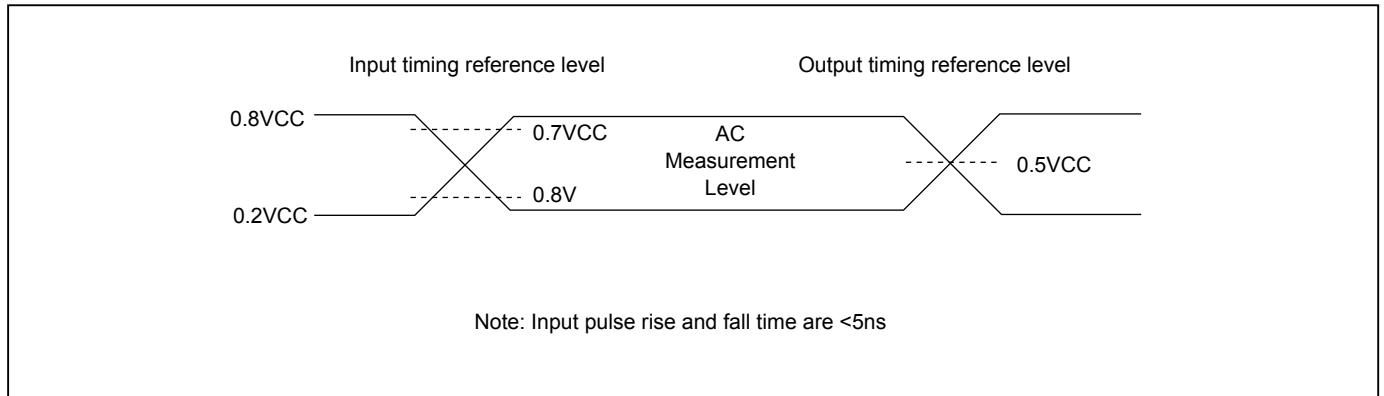 Input timing reference level
Output timing reference level
0.8VCC
0.7VCC
AC
Measurement
Level
0.5VCC
0.8V
0.2VCC
Note: Input pulse rise and fall time are <5ns